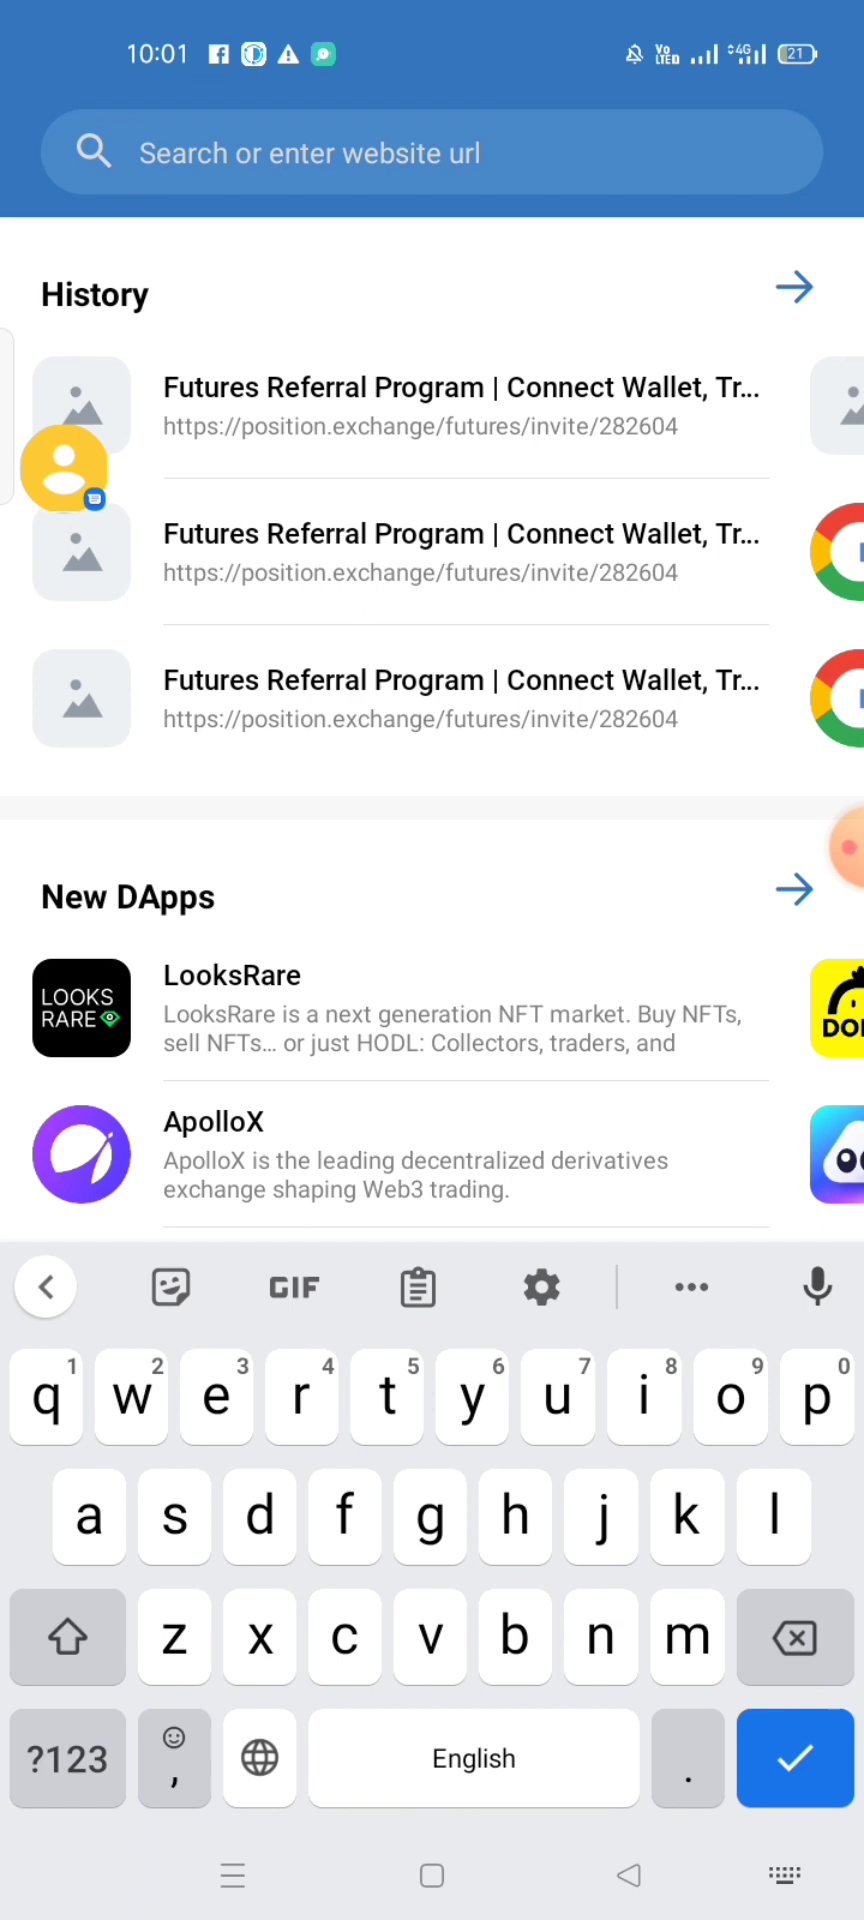 10:01
Vo LTED 4G 21
Search or enter website url
History
Futures Referral Program | Connect Wallet, Tr...
https://position.exchange/futures/invite/282604
Futures Referral Program | Connect Wallet, Tr...
https://position.exchange/futures/invite/282604
Futures Referral Program | Connect Wallet, Tr...
https://position.exchange/futures/invite/282604
New DApps
LOOKS
RARE
LooksRare
LooksRare is a next generation NFT market. Buy NFTs,
sell NFTs... or just HODL: Collectors, traders, and
ApolloX
ApolloX is the leading decentralized derivatives
exchange shaping Web3 trading.
GIF
1 2 3 4 5 6 7 8 9 0
q w e r t y u i o p
a s d f g h j k l
z x c v b n m
?123 , English .